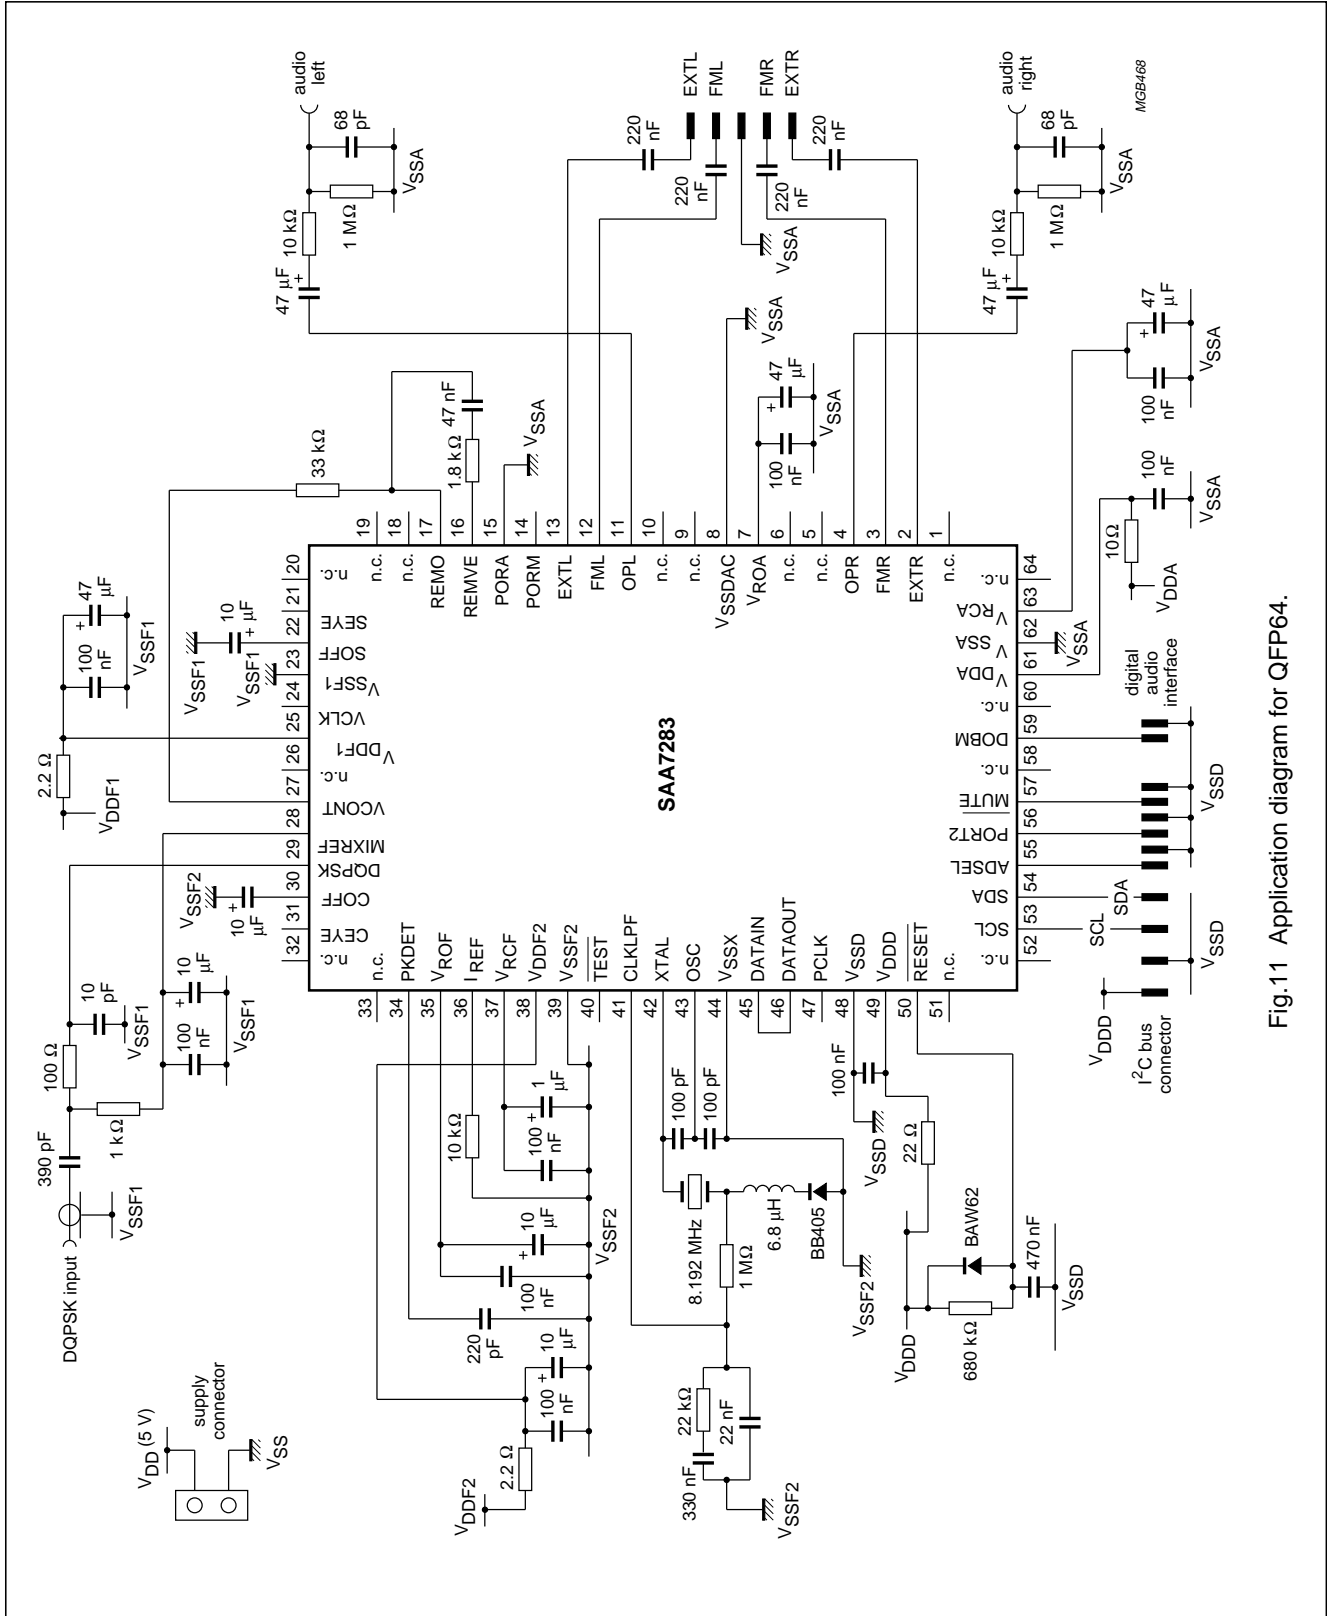 audio
left
68
pF
VSSA
10 kΩ
1 MΩ
47 µF
+
EXTL
FML
FMR
EXTR
220
nF
220
nF
220
nF
220
nF
VSSA
audio
right
68
pF
VSSA
10 kΩ
1 MΩ
47 µF
+
MGB468
33 kΩ
47 nF
1.8 kΩ
VSSA
VSSA
47
µF
+
100
nF
VSSA
47
µF
+
100
nF
VSSA
100
nF
VSSA
10Ω
VDDA
19
18
17
16
15
14
13
12
11
10
9
8
7
6
5
4
3
2
1
n.c.
n.c.
REMO
REMVE
PORA
PORM
EXTL
FML
OPL
n.c.
n.c.
VSSDAC
VROA
n.c.
n.c.
OPR
FMR
EXTR
n.c.
47
µF
+
100
nF
VSSF1
2.2 Ω
VDDF1
VSSF1
10
µF
+
VSSF1
20
21
22
23
24
25
26
27
28
29
30
31
32
n.c.
SEYE
SOFF
VSSF1
VCLK
VDDF1
n.c.
VCONT
MIXREF
DQPSK
COFF
CEYE
n.c.
VSSF2
10
µF
+
SAA7283
64
63
62
61
60
59
58
57
56
55
54
53
52
n.c.
VRCA
VSSA
VDDA
n.c.
DOBM
n.c.
MUTE
PORT2
ADSEL
SDA
SCL
n.c.
VSSA
digital
audio
interface
VSSD
SDA
SCL
VSSD
VDDD
I2C bus
connector
n.c.
PKDET
VROF
IREF
VRCF
VDDF2
VSSF2
TEST
CLKLPF
XTAL
OSC
VSSX
DATAIN
DATAOUT
PCLK
VSSD
VDDD
RESET
n.c.
33
34
35
36
37
38
39
40
41
42
43
44
45
46
47
48
49
50
51
10
pF
VSSF1
100 Ω
10
µF
+
100
nF
VSSF1
1 kΩ
390 pF
VSSF1
DQPSK input
1
µF
+
100
nF
10 kΩ
10
µF
+
100
nF
VSSF2
220
pF
10
µF
+
100
nF
2.2 Ω
VDDF2
100 pF
100 pF
8.192 MHz
6.8 µH
BB405
1 MΩ
VSSF2
22 kΩ
22 nF
330 nF
VSSF2
100 nF
VSSD
22 Ω
VDDD
BAW62
680 kΩ
470 nF
VSSD
VDD (5 V)
supply
connector
VSS
Fig.11 Application diagram for QFP64.